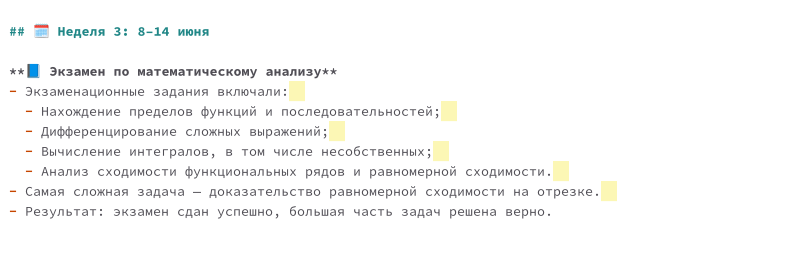 ## 🗓️ Неделя 3: 8–14 июня
**📘 Экзамен по математическому анализу**
- Экзаменационные задания включали:
  - Нахождение пределов функций и последовательностей;
  - Дифференцирование сложных выражений;
  - Вычисление интегралов, в том числе несобственных;
  - Анализ сходимости функциональных рядов и равномерной сходимости.
- Самая сложная задача — доказательство равномерной сходимости на отрезке.
- Результат: экзамен сдан успешно, большая часть задач решена верно.